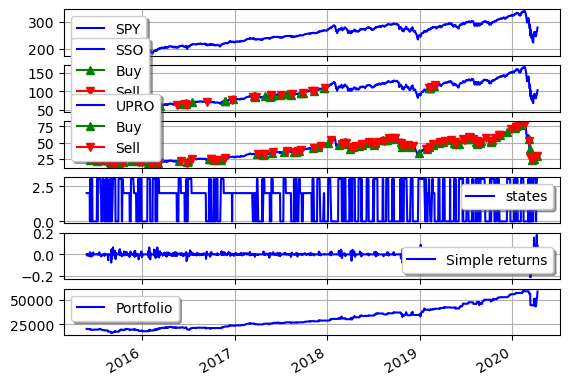 300
200
SPY
SSO
150
100
50
Buy
Sell
UPRO
75
50
25
Buy
Sell
2.5
0.0
states
0.2
0.0
−0.2
Simple returns
50000
25000
Portfolio
2016
2017
2018
2019
2020